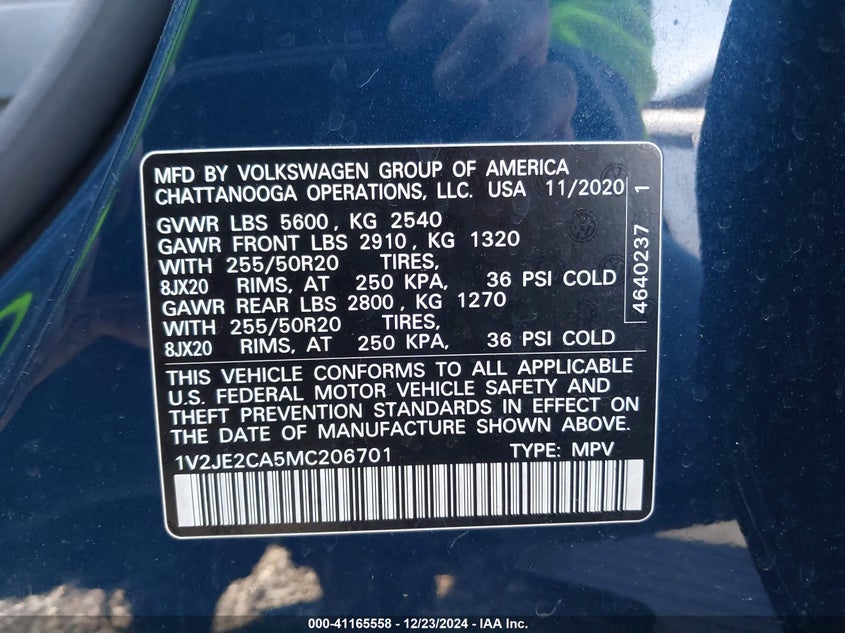 MFD BY VOLKSWAGEN GROUP OF AMERICA
CHATTANOOGA OPERATIONS, LLC. USA 11/2020
GVWR LBS 5600, KG 2540
GAWR FRONT LBS 2910, KG 1320
WITH 255/50R20 TIRES,
8JX20 RIMS, AT 250 KPA, 36 PSI COLD
GAWR REAR LBS 2800, KG 1270
WITH 255/50R20 TIRES,
8JX20 RIMS, AT 250 KPA, 36 PSI COLD
4640237 1
THIS VEHICLE CONFORMS TO ALL APPLICABLE
U.S. FEDERAL MOTOR VEHICLE SAFETY AND
THEFT PREVENTION STANDARDS IN EFFECT ON
THE DATE OF MANUFACTURE SHOWN ABOVE.
1V2JE2CA5MC206701 TYPE: MPV
000-41165558 - 12/23/2024 - IAA Inc.